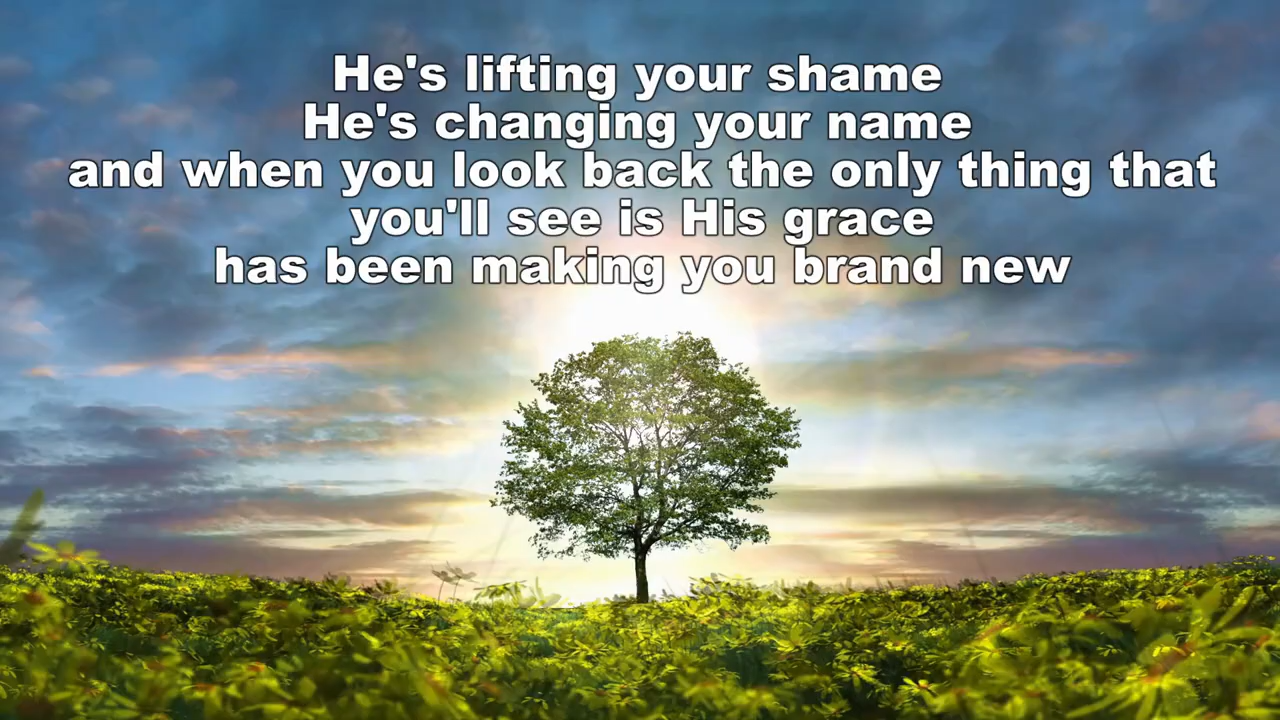 He's lifting your shame
He's changing your name
and when you look back the only thing that
you'll see is His grace
has been making you brand new